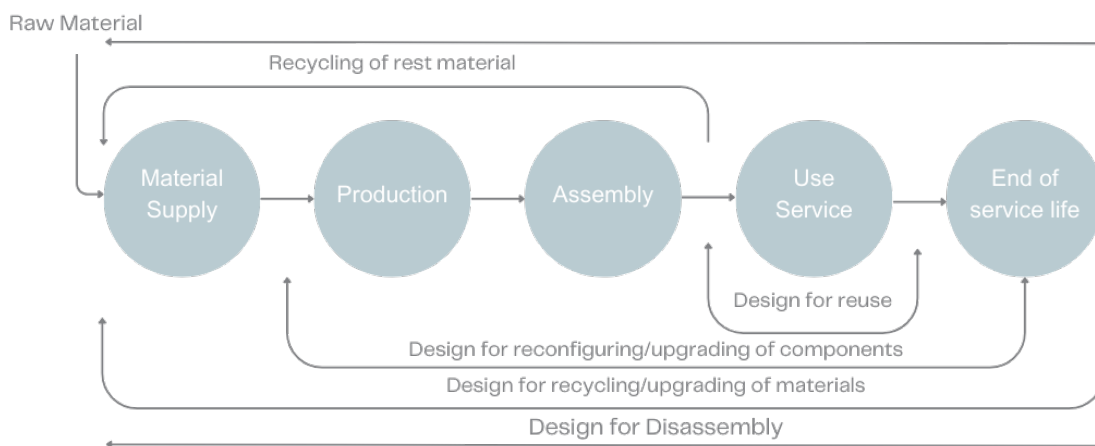 Raw Material
Recycling of rest material
Material
Supply
Production
Assembly
Use
Service
End of
service life
Design for reuse
Design for reconfiguring/upgrading of components
Design for recycling/upgrading of materials
Design for Disassembly